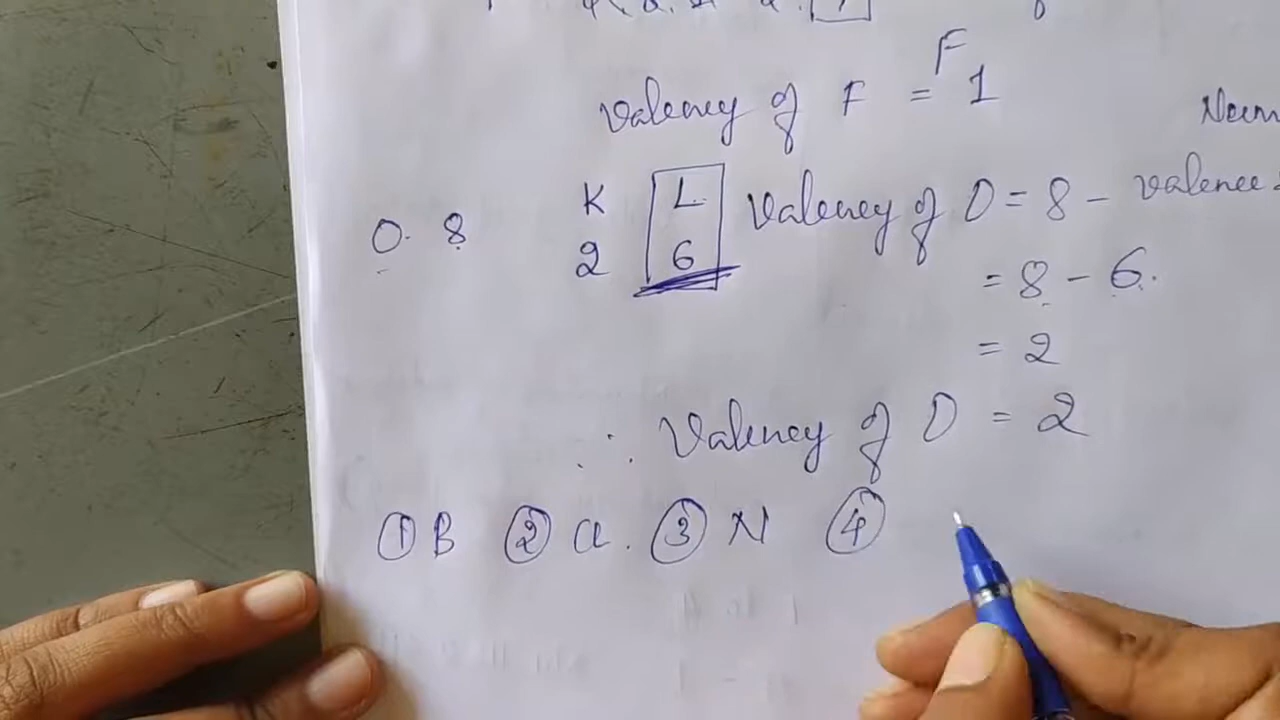 F
Valency of F = 1
K L Valency of O = 8 - valence
O. 8 2 6
= 8 - 6.
= 2
∴ Valency of O = 2
① B ② Cl. ③ N ④